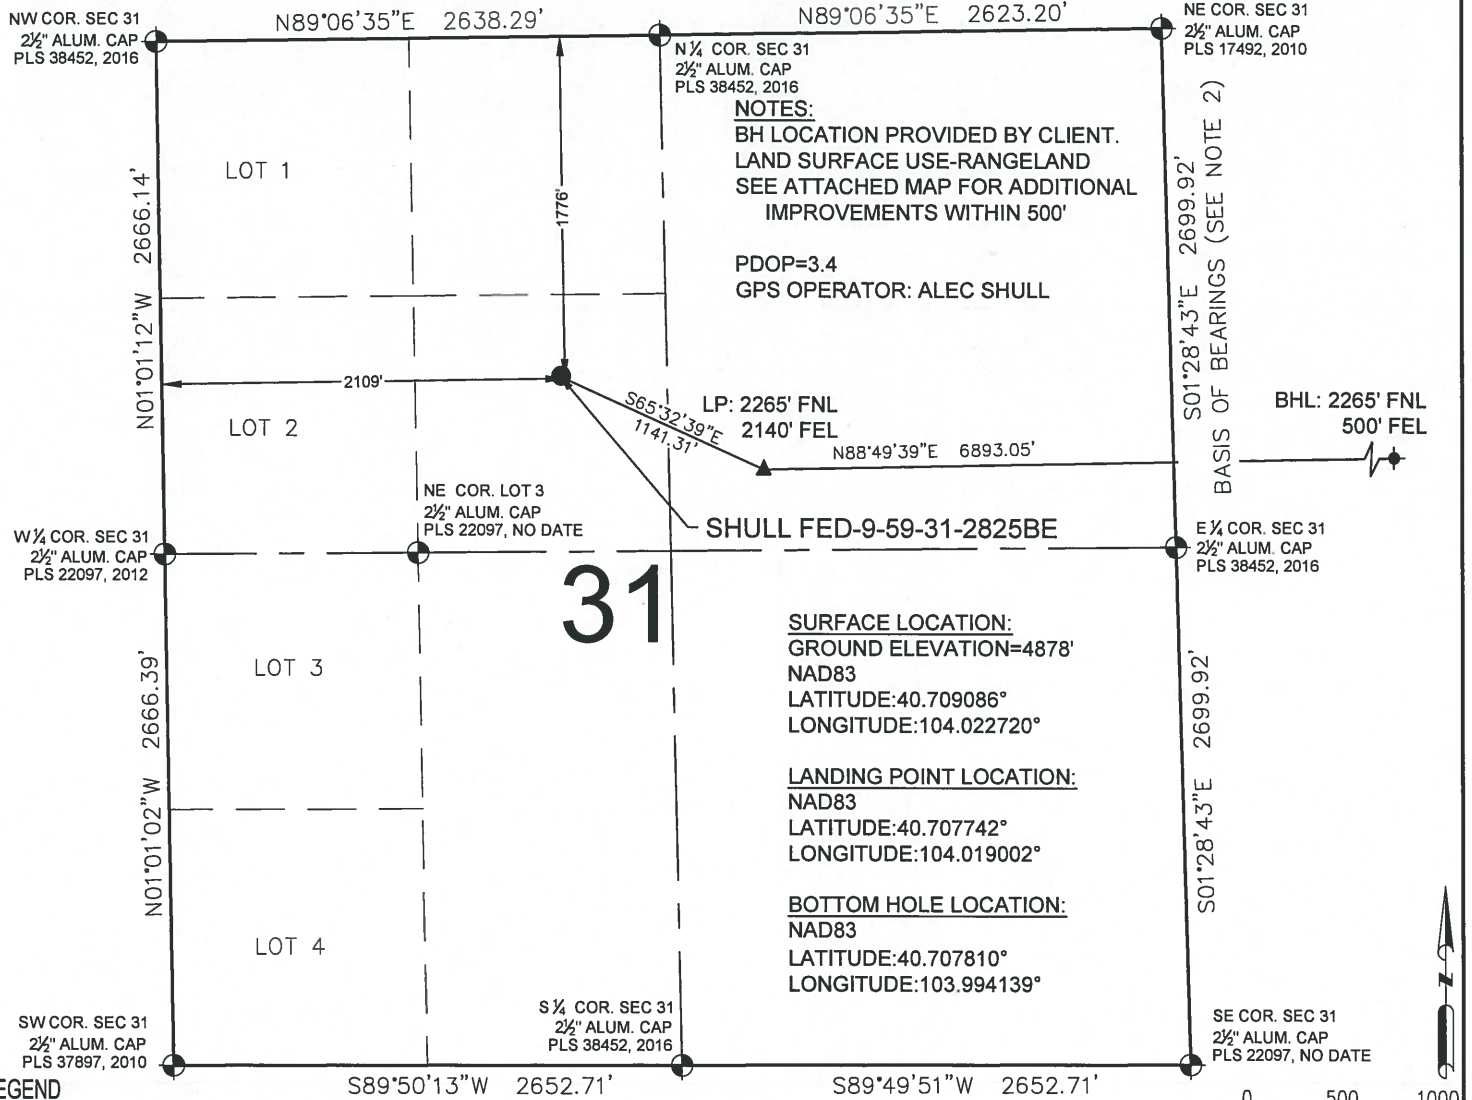 NW COR. SEC 31
2½" ALUM. CAP
PLS 38452, 2016
N89°06'35"E 2638.29'
N89°06'35"E 2623.20'
NE COR. SEC 31
2½" ALUM. CAP
PLS 17492, 2010
N ¼ COR. SEC 31
2½" ALUM. CAP
PLS 38452, 2016
NOTES:
BH LOCATION PROVIDED BY CLIENT.
LAND SURFACE USE-RANGELAND
SEE ATTACHED MAP FOR ADDITIONAL
IMPROVEMENTS WITHIN 500'
PDOP=3.4
GPS OPERATOR: ALEC SHULL
LOT 1
1776'
N01°01'12"W 2666.14'
S01°28'43"E 2699.92'
BASIS OF BEARINGS (SEE NOTE 2)
2109'
LOT 2
S65°32'39"E
1141.31'
LP: 2265' FNL
2140' FEL
N88°49'39"E 6893.05'
BHL: 2265' FNL
500' FEL
NE COR. LOT 3
2½" ALUM. CAP
PLS 22097, NO DATE
SHULL FED-9-59-31-2825BE
W ¼ COR. SEC 31
2½" ALUM. CAP
PLS 22097, 2012
E ¼ COR. SEC 31
2½" ALUM. CAP
PLS 38452, 2016
31
SURFACE LOCATION:
GROUND ELEVATION=4878'
NAD83
LATITUDE:40.709086°
LONGITUDE:104.022720°
LOT 3
N01°01'02"W 2666.39'
S01°28'43"E 2699.92'
LANDING POINT LOCATION:
NAD83
LATITUDE:40.707742°
LONGITUDE:104.019002°
BOTTOM HOLE LOCATION:
NAD83
LATITUDE:40.707810°
LONGITUDE:103.994139°
LOT 4
N
SW COR. SEC 31
2½" ALUM. CAP
PLS 37897, 2010
S ¼ COR. SEC 31
2½" ALUM. CAP
PLS 38452, 2016
SE COR. SEC 31
2½" ALUM. CAP
PLS 22097, NO DATE
EGEND
S89°50'13"W 2652.71'
S89°49'51"W 2652.71'
0 500 1000